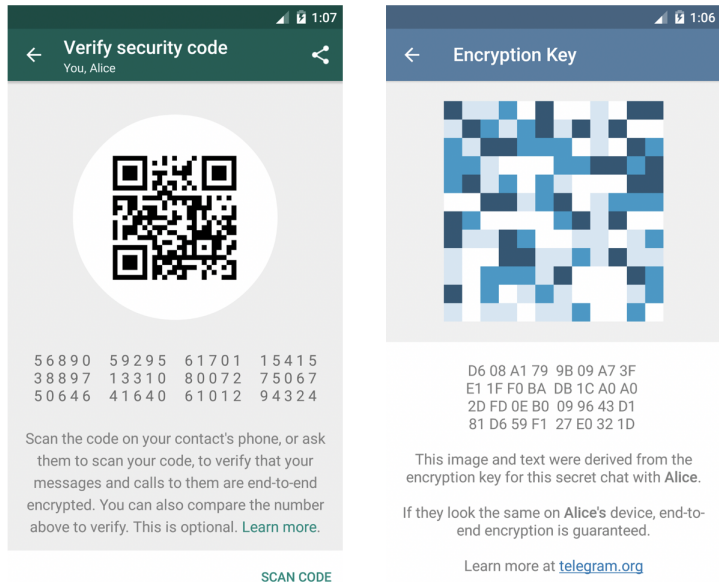 1:07
Verify security code
You, Alice
56890 59295 61701 15415
38897 13310 80072 75067
50646 41640 61012 94324
Scan the code on your contact's phone, or ask
them to scan your code, to verify that your
messages and calls to them are end-to-end
encrypted. You can also compare the number
above to verify. This is optional. Learn more.
SCAN CODE
1:06
Encryption Key
D6 08 A1 79 9B 09 A7 3F
E1 1F F0 BA DB 1C A0 A0
2D FD 0E B0 09 96 43 D1
81 D6 59 F1 27 E0 32 1D
This image and text were derived from the
encryption key for this secret chat with Alice.
If they look the same on Alice's device, end-to-
end encryption is guaranteed.
Learn more at telegram.org